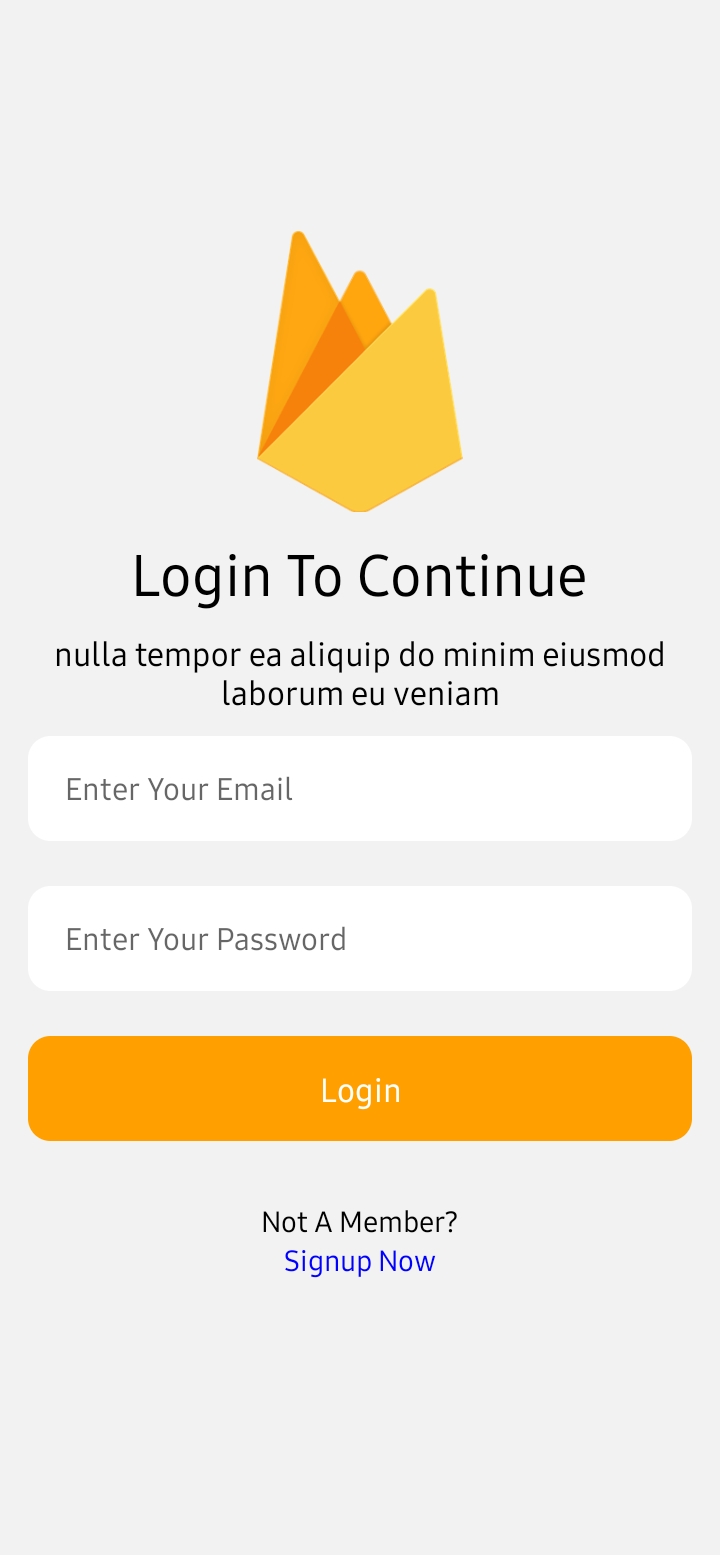 Login To Continue
nulla tempor ea aliquip do minim eiusmod
laborum eu veniam
Enter Your Email
Enter Your Password
Login
Not A Member?
Signup Now